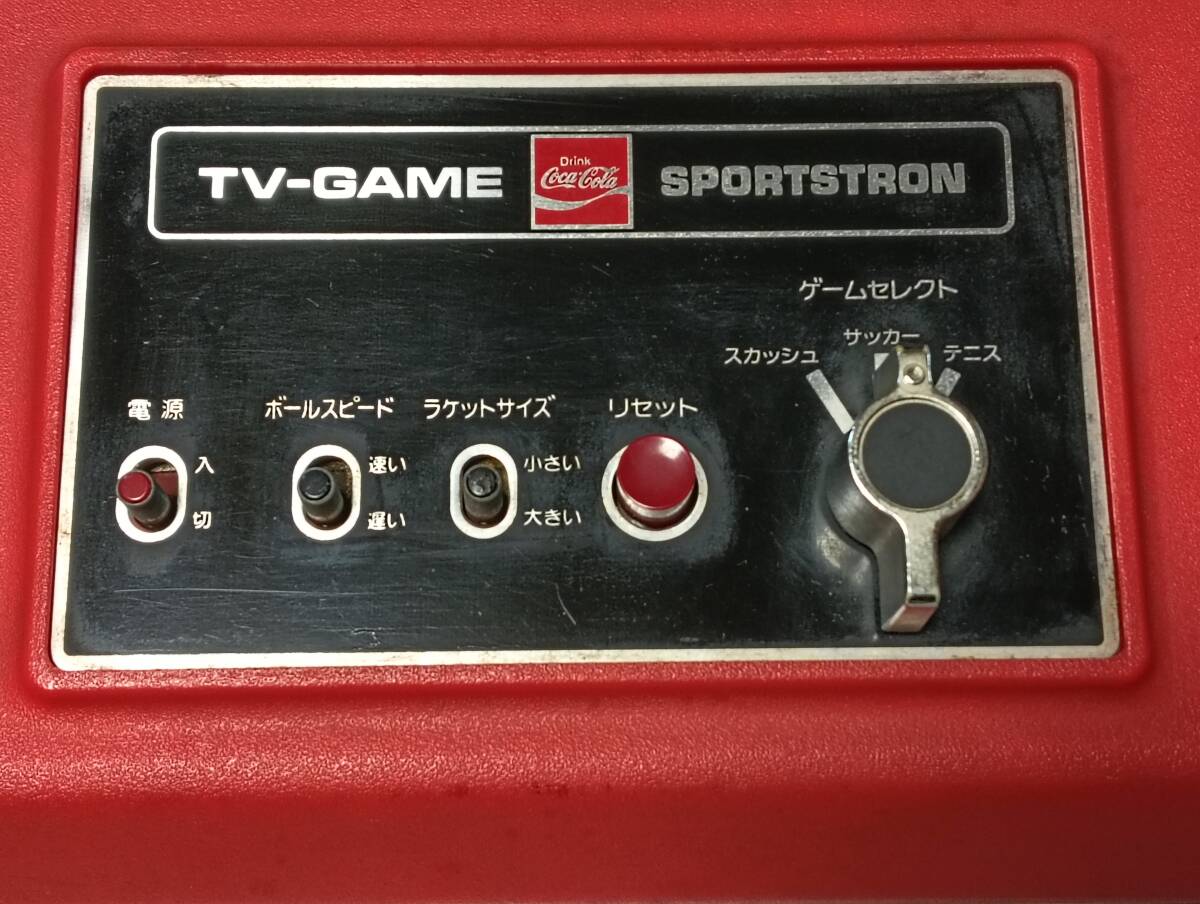 TV-GAME
Drink
Coca-Cola
SPORTSTRON
ゲームセレクト
スカッシュ
サッカー
テニス
電源
入
切
ボールスピード
速い
遅い
ラケットサイズ
小さい
大きい
リセット